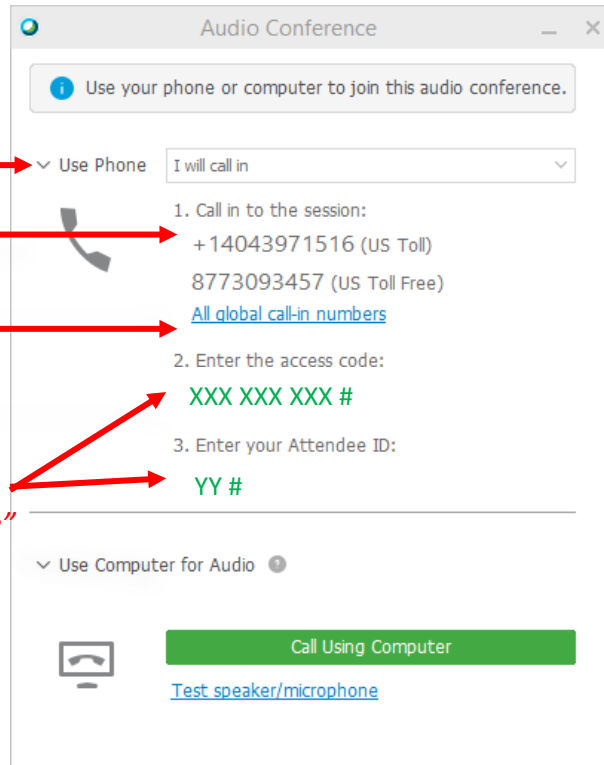 Audio Conference
Use your phone or computer to join this audio conference.
Use Phone
I will call in
1. Call in to the session:
+14043971516 (US Toll)
8773093457 (US Toll Free)
All global call-in numbers
2. Enter the access code:
XXX XXX XXX #
3. Enter your Attendee ID:
YY #
Use Computer for Audio
Call Using Computer
Test speaker/microphone